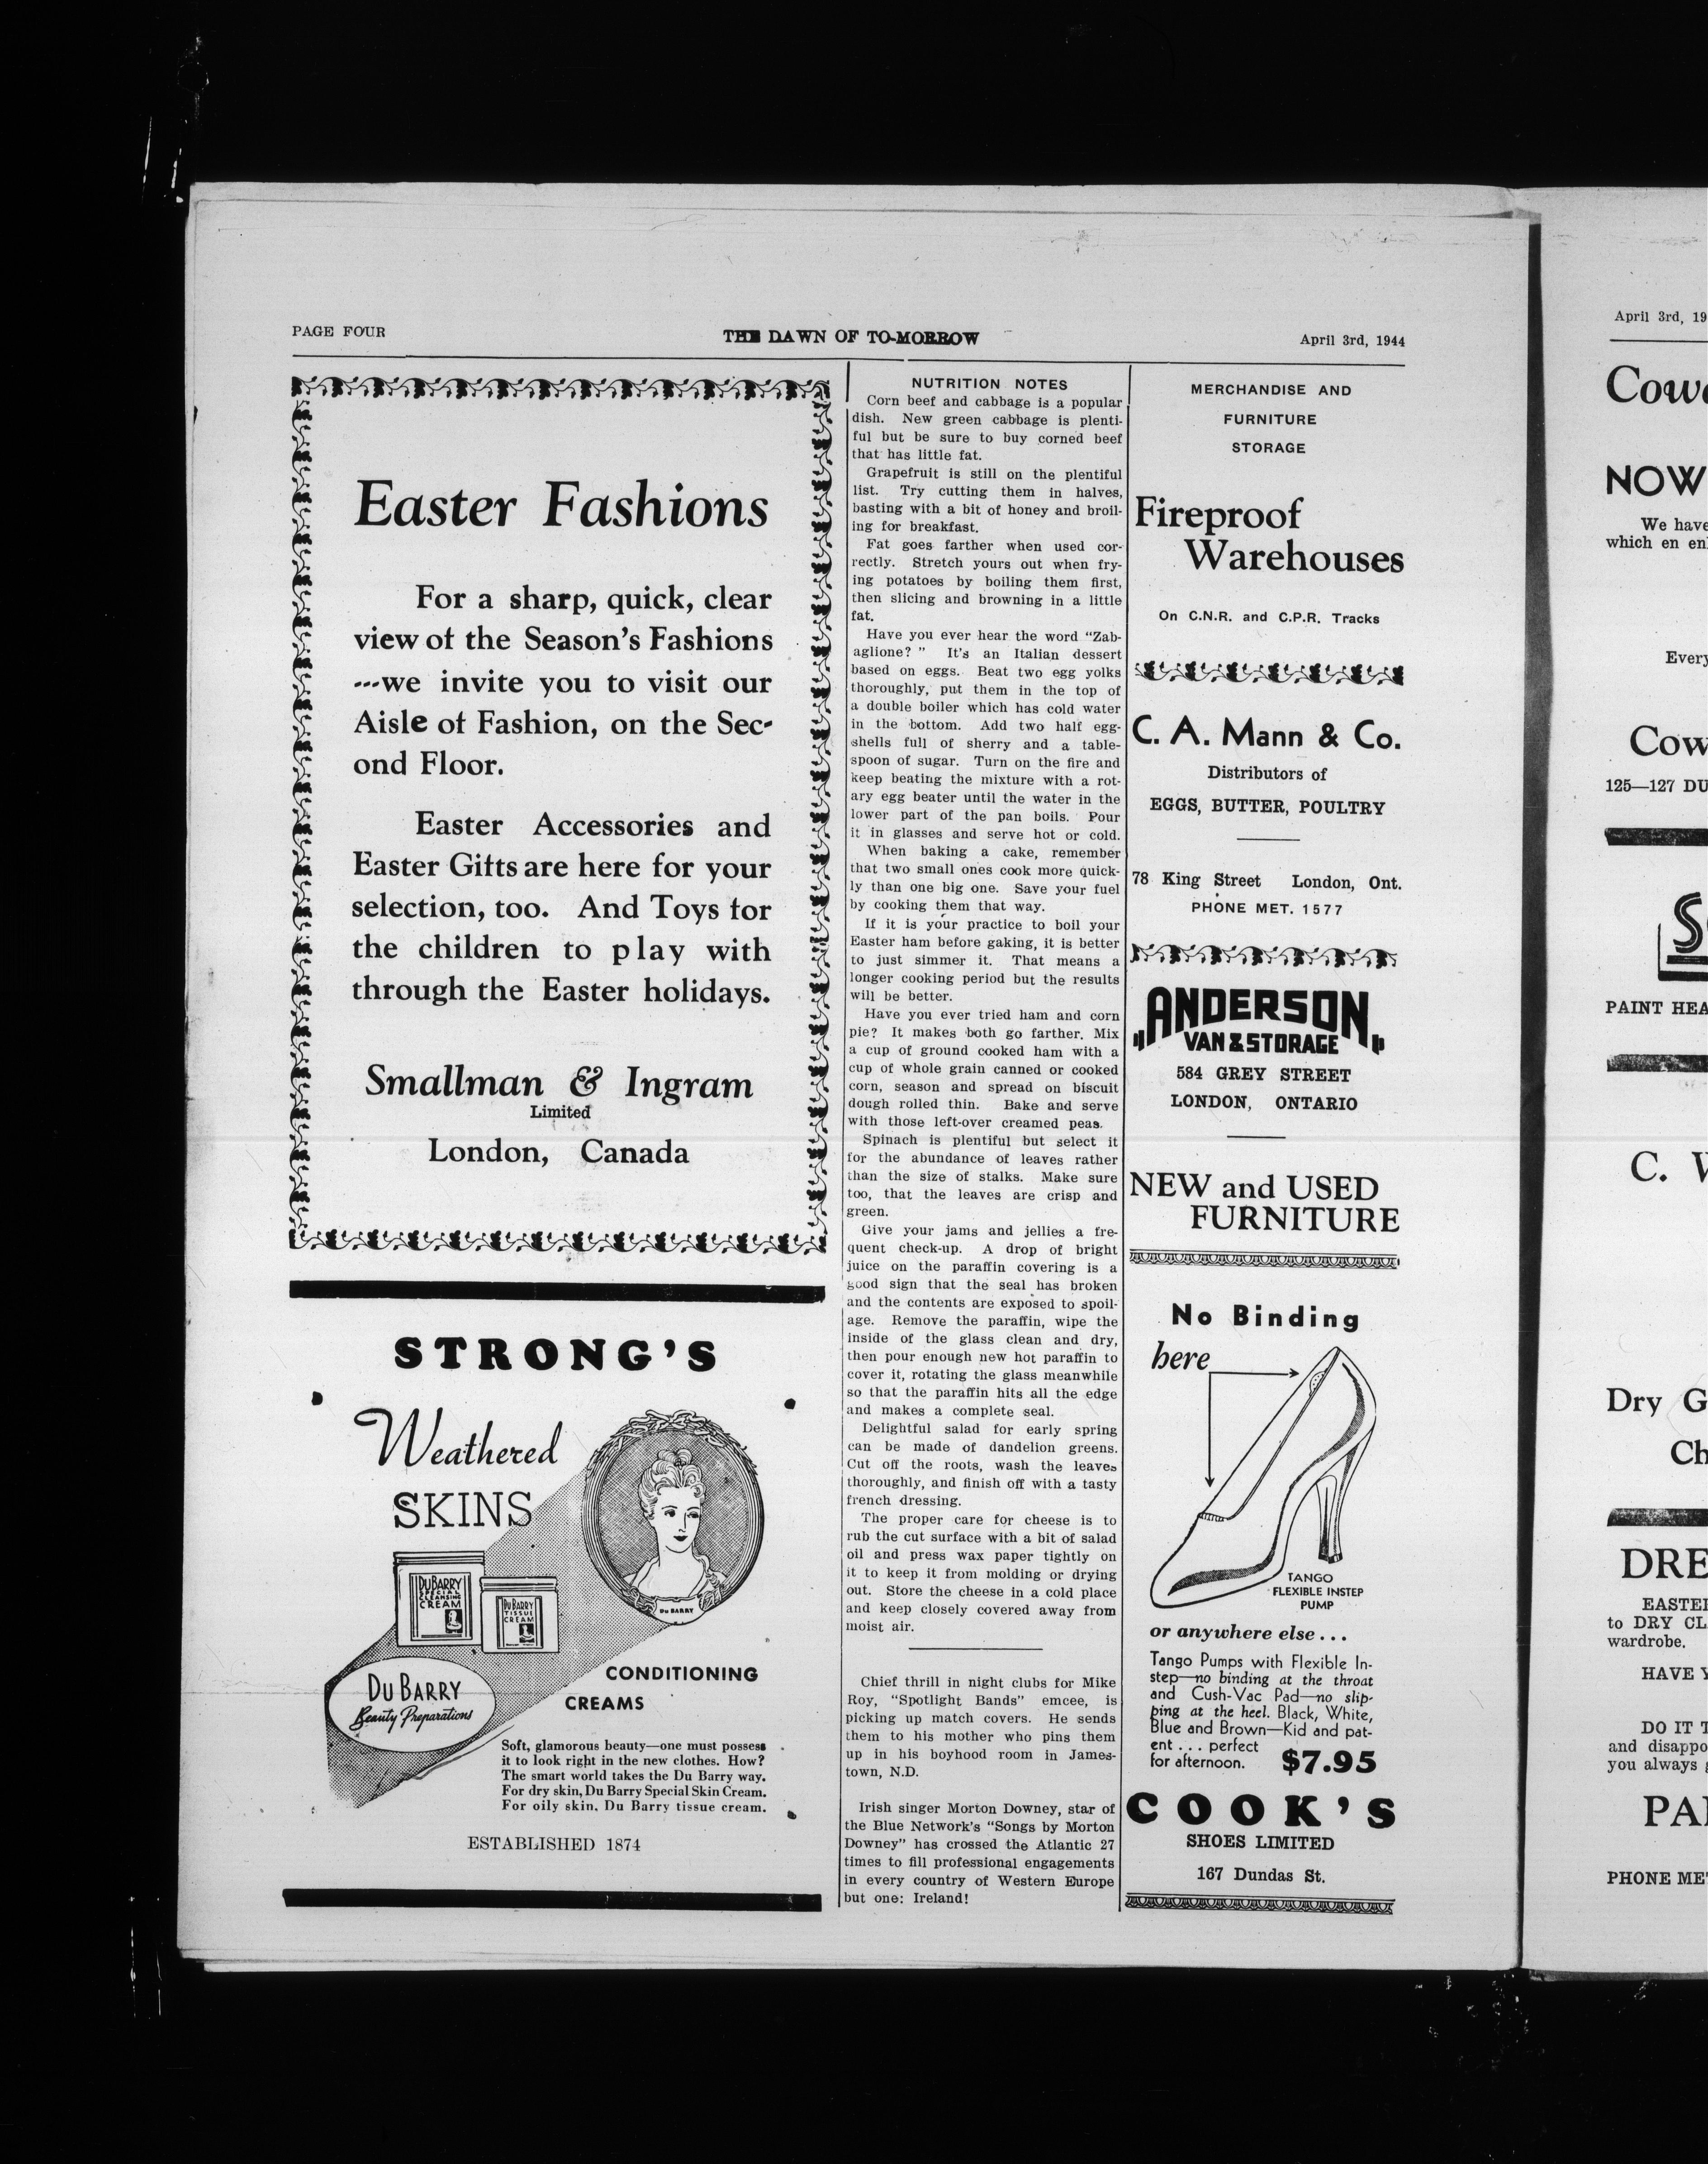 PAGE FOUR
THE DAWN OF TO-MORROW
April 3rd, 1944
Easter Fashions
For a sharp, quick, clear
view of the Season's Fashions
---we invite you to visit our
Aisle of Fashion, on the Sec-
ond Floor.
Easter Accessories and
Easter Gifts are here for your
selection, too. And Toys for
the children to play with
through the Easter holidays.
Smallman & Ingram
Limited
London, Canada
STRONG'S
Weathered
SKINS
DU BARRY
SPECIAL
CLEANSING
CREAM
DU BARRY
TISSUE
CREAM
DU BARRY
DU BARRY
Beauty Preparations
CONDITIONING
CREAMS
Soft, glamorous beauty—one must possess
it to look right in the new clothes. How?
The smart world takes the Du Barry way.
For dry skin, Du Barry Special Skin Cream.
For oily skin, Du Barry tissue cream.
ESTABLISHED 1874
NUTRITION NOTES
Corn beef and cabbage is a popular
dish. New green cabbage is plenti-
ful but be sure to buy corned beef
that has little fat.
Grapefruit is still on the plentiful
list. Try cutting them in halves,
basting with a bit of honey and broil-
ing for breakfast.
Fat goes farther when used cor-
rectly. Stretch yours out when fry-
ing potatoes by boiling them first,
then slicing and browning in a little
fat.
Have you ever hear the word "Zab-
aglione? " It's an Italian dessert
based on eggs. Beat two egg yolks
thoroughly, put them in the top of
a double boiler which has cold water
in the bottom. Add two half egg-
shells full of sherry and a table-
spoon of sugar. Turn on the fire and
keep beating the mixture with a rot-
ary egg beater until the water in the
lower part of the pan boils. Pour
it in glasses and serve hot or cold.
When baking a cake, remember
that two small ones cook more quick-
ly than one big one. Save your fuel
by cooking them that way.
If it is your practice to boil your
Easter ham before gaking, it is better
to just simmer it. That means a
longer cooking period but the results
will be better.
Have you ever tried ham and corn
pie? It makes both go farther. Mix
a cup of ground cooked ham with a
cup of whole grain canned or cooked
corn, season and spread on biscuit
dough rolled thin. Bake and serve
with those left-over creamed peas.
Spinach is plentiful but select it
for the abundance of leaves rather
than the size of stalks. Make sure
too, that the leaves are crisp and
green.
Give your jams and jellies a fre-
quent check-up. A drop of bright
juice on the paraffin covering is a
good sign that the seal has broken
and the contents are exposed to spoil-
age. Remove the paraffin, wipe the
inside of the glass clean and dry,
then pour enough new hot paraffin to
cover it, rotating the glass meanwhile
so that the paraffin hits all the edge
and makes a complete seal.
Delightful salad for early spring
can be made of dandelion greens.
Cut off the roots, wash the leaves
thoroughly, and finish off with a tasty
french dressing.
The proper care for cheese is to
rub the cut surface with a bit of salad
oil and press wax paper tightly on
it to keep it from molding or drying
out. Store the cheese in a cold place
and keep closely covered away from
moist air.
Chief thrill in night clubs for Mike
Roy, "Spotlight Bands" emcee, is
picking up match covers. He sends
them to his mother who pins them
up in his boyhood room in James-
town, N.D.
Irish singer Morton Downey, star of
the Blue Network's "Songs by Morton
Downey" has crossed the Atlantic 27
times to fill professional engagements
in every country of Western Europe
but one: Ireland!
MERCHANDISE AND
FURNITURE
STORAGE
Fireproof
Warehouses
On C.N.R. and C.P.R. Tracks
C. A. Mann & Co.
Distributors of
EGGS, BUTTER, POULTRY
78 King Street London, Ont.
PHONE MET. 1577
ANDERSON
VAN & STORAGE
584 GREY STREET
LONDON, ONTARIO
NEW and USED
FURNITURE
No Binding
here
TANGO
FLEXIBLE INSTEP
PUMP
or anywhere else...
Tango Pumps with Flexible In-
step—no binding at the throat
and Cush-Vac Pad—no slip-
ping at the heel. Black, White,
Blue and Brown—Kid and pat-
ent ... perfect
for afternoon. $7.95
COOK'S
SHOES LIMITED
167 Dundas St.
April 3rd, 19
NOW
We have
which en
Every
Cow
125—127 DU
PAINT HEA
C.
Dry G
Ch
DRE
EASTE
to DRY CL
wardrobe.
HAVE Y
DO IT T
and disappo
you always
PA
PHONE ME